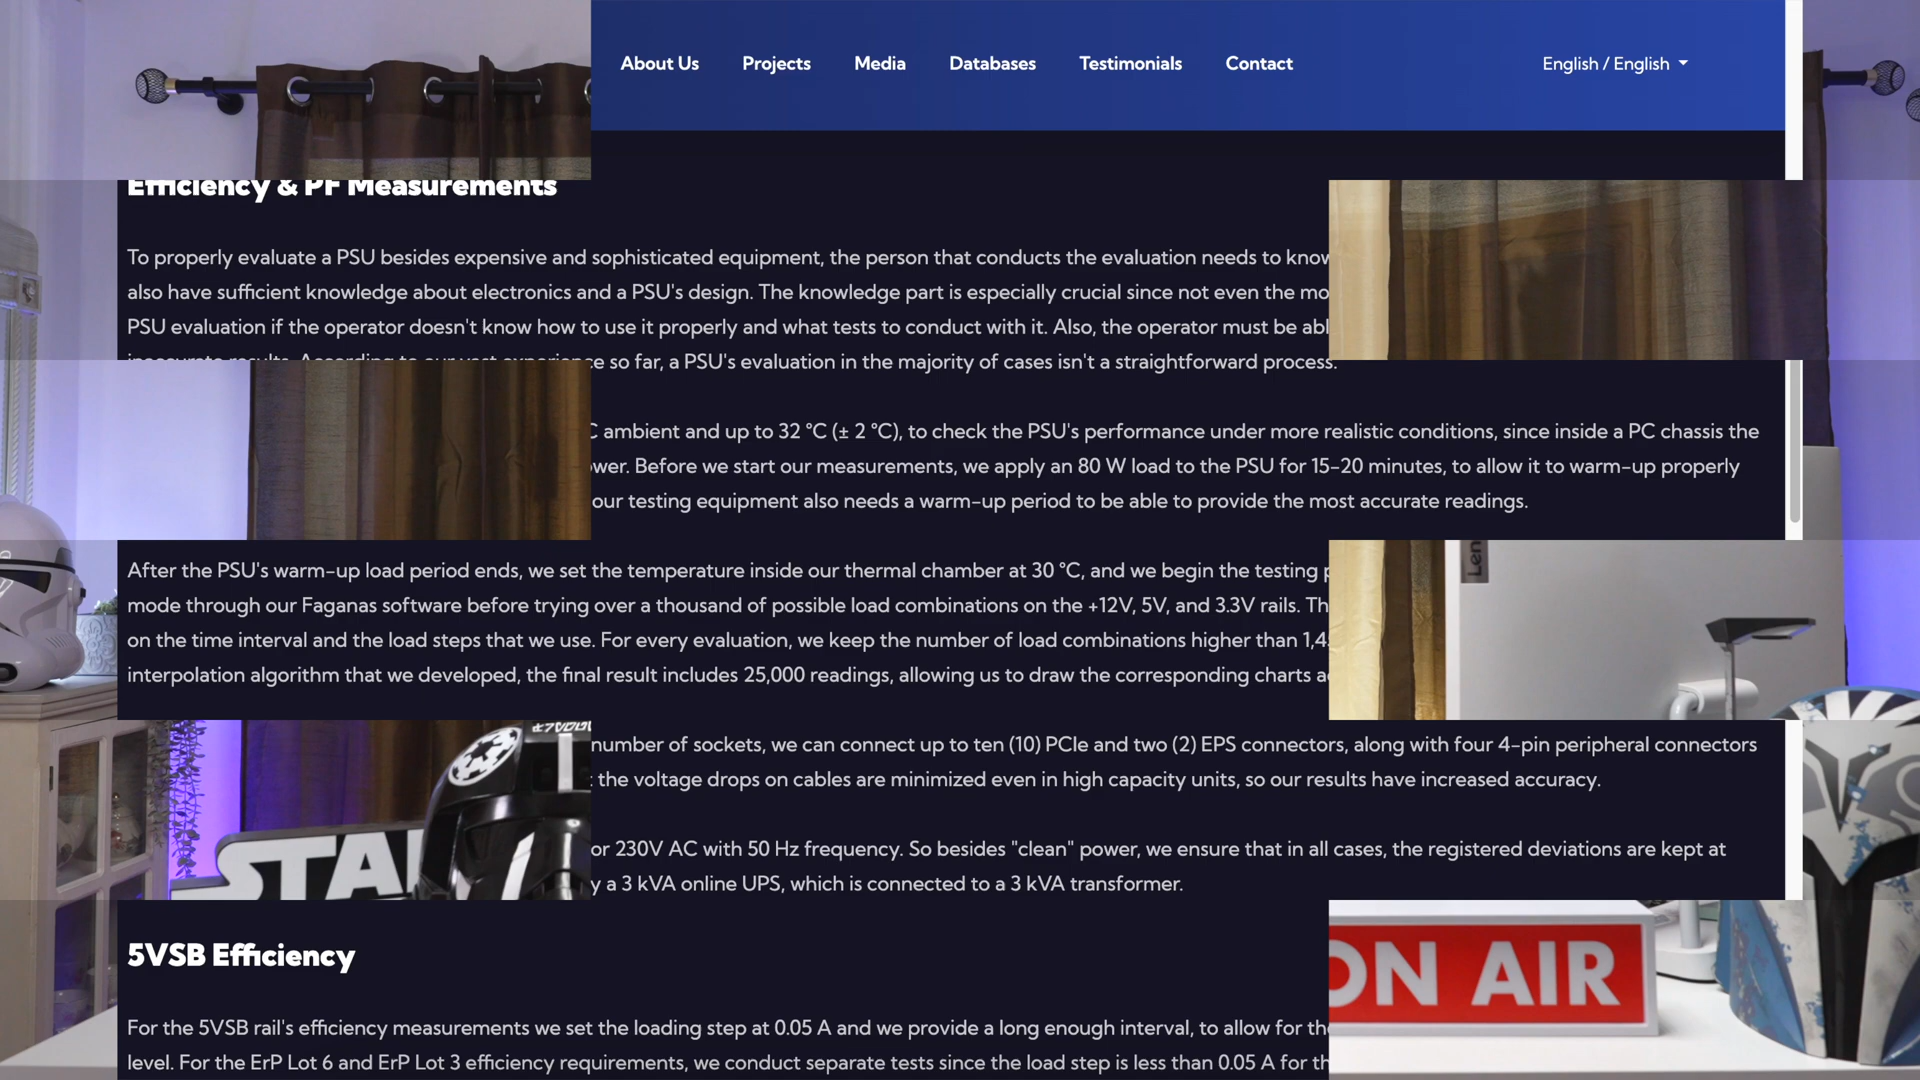 About Us Projects Media Databases Testimonials Contact English / English
Efficiency & PF Measurements
To properly evaluate a PSU besides expensive and sophisticated equipment, the person that conducts the evaluation needs to know
also have sufficient knowledge about electronics and a PSU's design. The knowledge part is especially crucial since not even the mo
PSU evaluation if the operator doesn't know how to use it properly and what tests to conduct with it. Also, the operator must be abl
inaccurate results. According to our vast experience so far, a PSU's evaluation in the majority of cases isn't a straightforward process.
C ambient and up to 32 °C (± 2 °C), to check the PSU's performance under more realistic conditions, since inside a PC chassis the
ower. Before we start our measurements, we apply an 80 W load to the PSU for 15-20 minutes, to allow it to warm-up properly
our testing equipment also needs a warm-up period to be able to provide the most accurate readings.
After the PSU's warm-up load period ends, we set the temperature inside our thermal chamber at 30 °C, and we begin the testing p
mode through our Faganas software before trying over a thousand of possible load combinations on the +12V, 5V, and 3.3V rails. Th
on the time interval and the load steps that we use. For every evaluation, we keep the number of load combinations higher than 1,4
interpolation algorithm that we developed, the final result includes 25,000 readings, allowing us to draw the corresponding charts a
Len
number of sockets, we can connect up to ten (10) PCIe and two (2) EPS connectors, along with four 4-pin peripheral connectors
the voltage drops on cables are minimized even in high capacity units, so our results have increased accuracy.
or 230V AC with 50 Hz frequency. So besides "clean" power, we ensure that in all cases, the registered deviations are kept at
y a 3 kVA online UPS, which is connected to a 3 kVA transformer.
STA
5VSB Efficiency
ON AIR
For the 5VSB rail's efficiency measurements we set the loading step at 0.05 A and we provide a long enough interval, to allow for the
level. For the ErP Lot 6 and ErP Lot 3 efficiency requirements, we conduct separate tests since the load step is less than 0.05 A for th